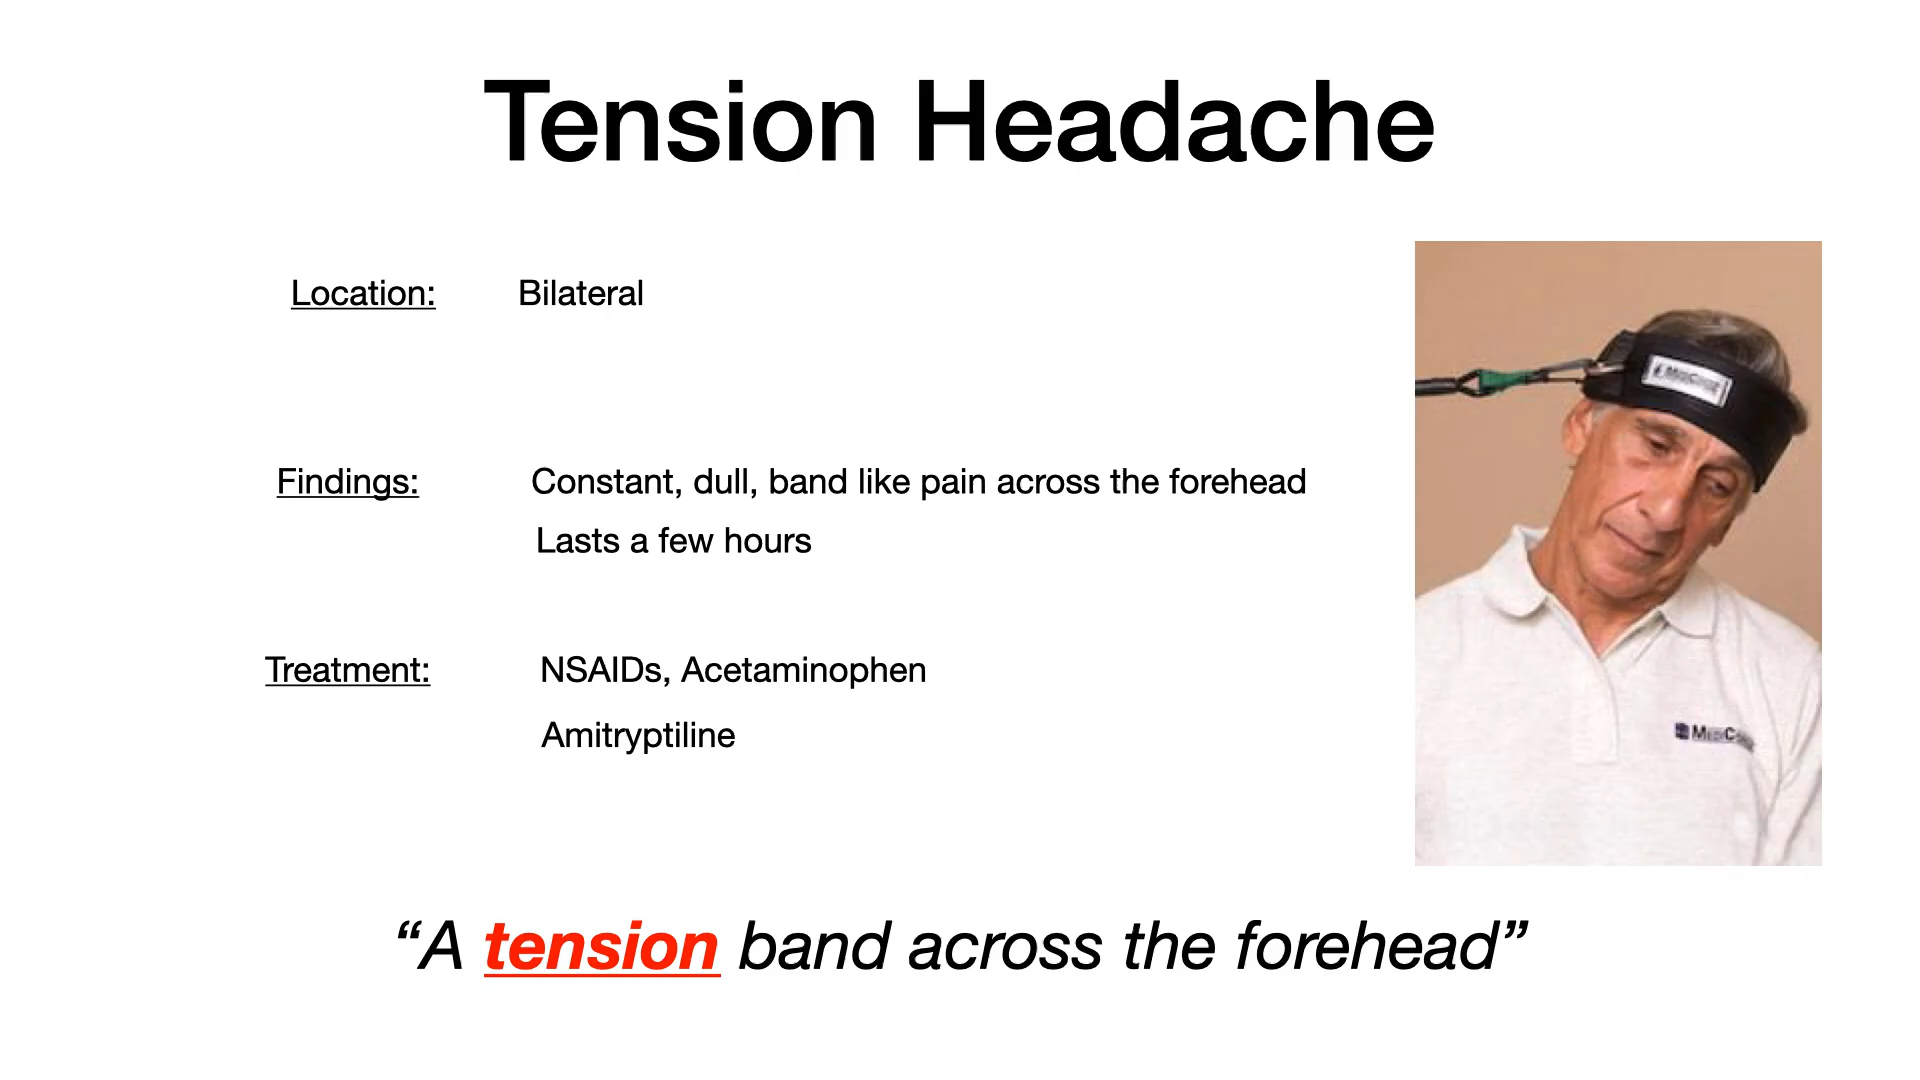 Tension Headache
Location: Bilateral
Findings: Constant, dull, band like pain across the forehead
Lasts a few hours
Treatment: NSAIDs, Acetaminophen
Amitryptiline
“A tension band across the forehead”